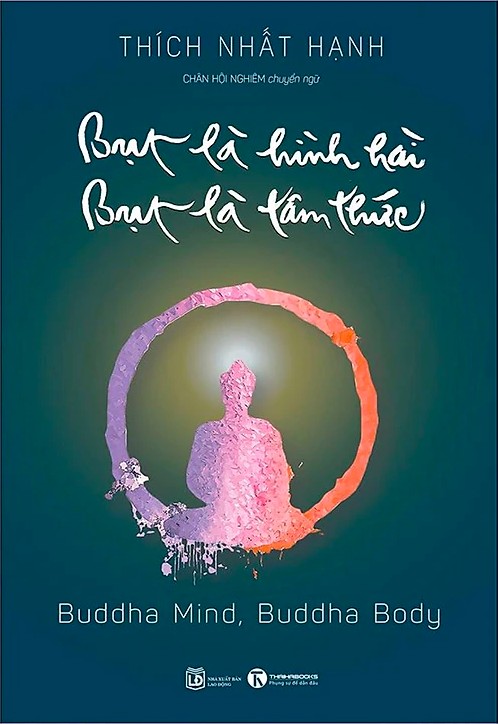 THÍCH NHẤT HẠNH
CHÂN HỘI NGHIÊM chuyển ngữ
Bụt là hình hài
Bụt là tâm thức
Buddha Mind, Buddha Body
LĐ
NHÀ XUẤT BẢN
LAO ĐỘNG
THAIHABOOKS
Phụng sự để dẫn đầu